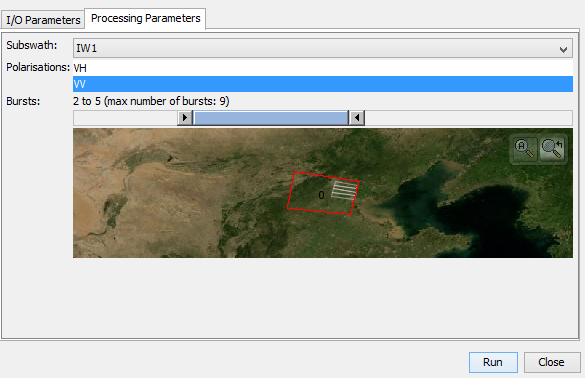 I/O Parameters Processing Parameters
Subswath: IW1
Polarisations: VH
VV
Bursts: 2 to 5 (max number of bursts: 9)
A
0
Run Close